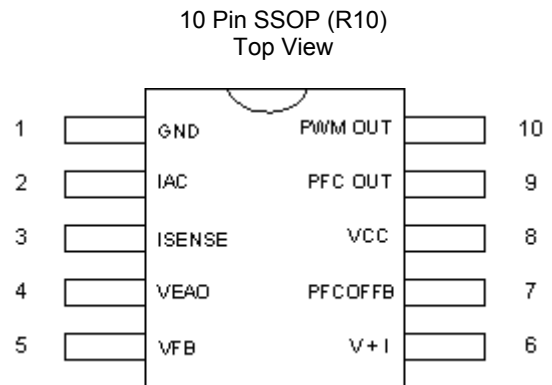 10 Pin SSOP (R10)
Top View
1 GND PWM OUT 10
2 IAC PFC OUT 9
3 ISENSE VCC 8
4 VEAO PFCOFFB 7
5 VFB V + I 6